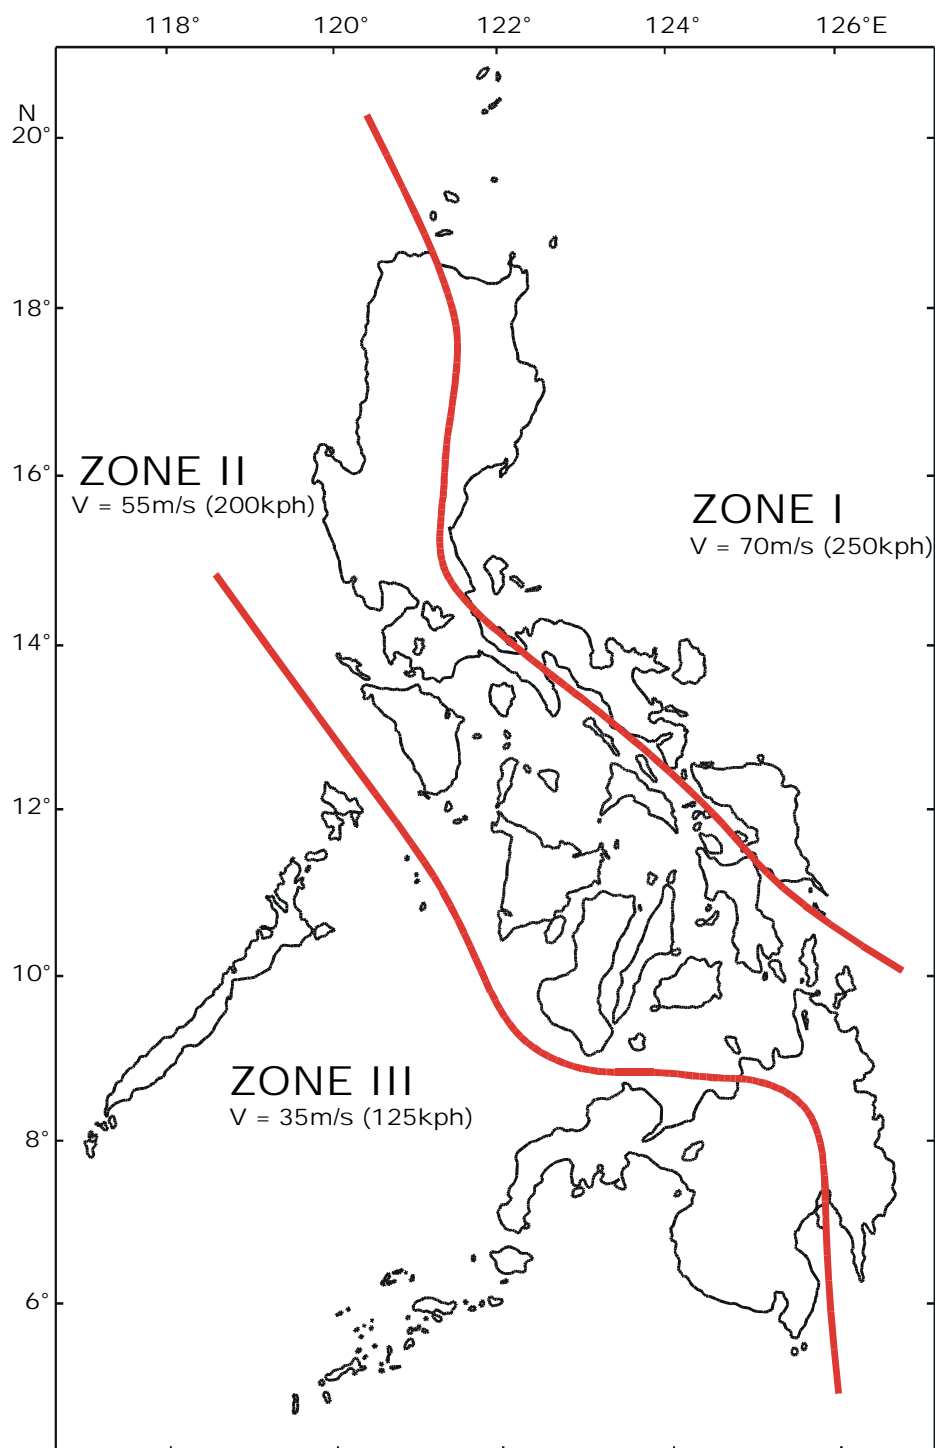 118° 120° 122° 124° 126°E
N
20°
18°
16°
14°
12°
10°
8°
6°
ZONE II
V = 55m/s (200kph)
ZONE I
V = 70m/s (250kph)
ZONE III
V = 35m/s (125kph)